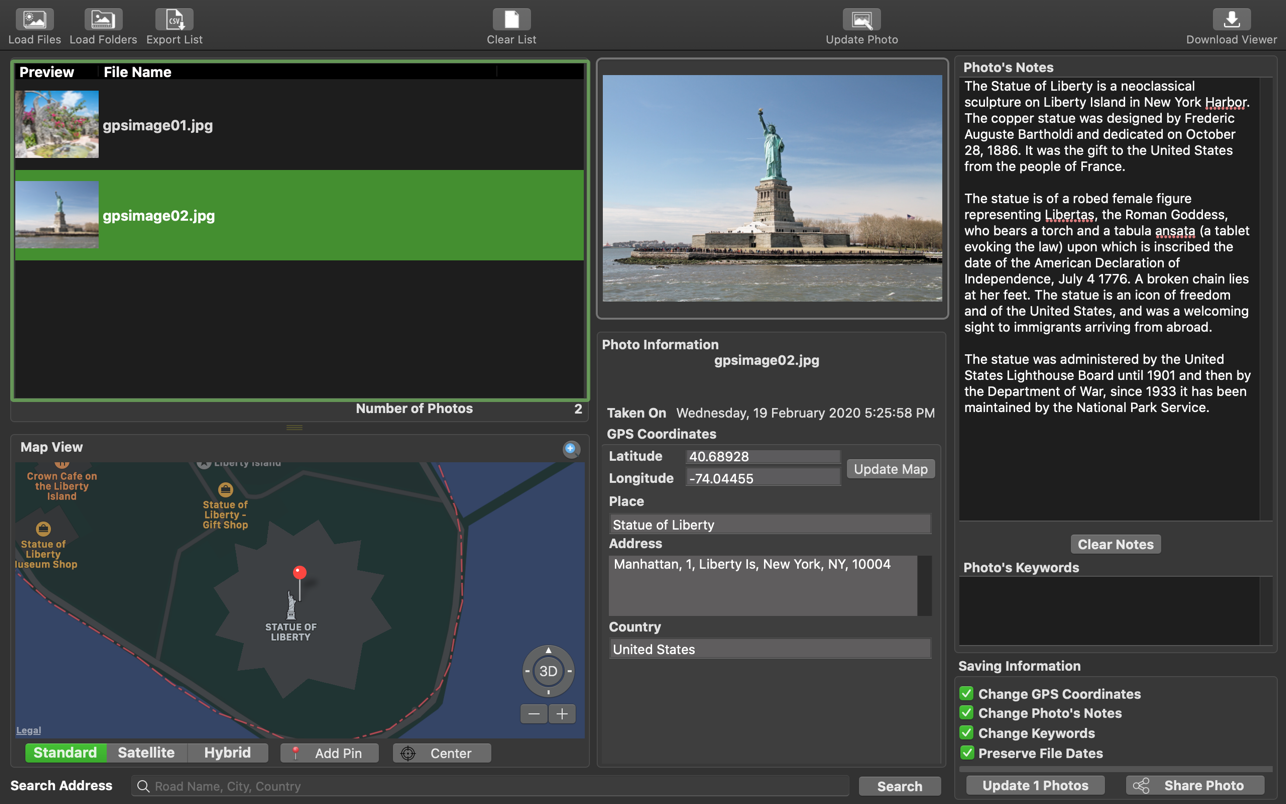 Load Files
Load Folders
CSV
Export List
Clear List
Update Photo
Download Viewer
Preview
File Name
gpsimage01.jpg
gpsimage02.jpg
Number of Photos
2
Map View
Liberty Island
Crown Cafe on
the Liberty
Island
Statue of
Liberty -
Gift Shop
Statue of
Liberty
useum Shop
STATUE OF
LIBERTY
3D
Legal
Standard
Satellite
Hybrid
Add Pin
Center
Search Address
Road Name, City, Country
Search
Photo Information
gpsimage02.jpg
Taken On Wednesday, 19 February 2020 5:25:58 PM
GPS Coordinates
Latitude
40.68928
Longitude
-74.04455
Update Map
Place
Statue of Liberty
Address
Manhattan, 1, Liberty Is, New York, NY, 10004
Country
United States
Photo's Notes
The Statue of Liberty is a neoclassical
sculpture on Liberty Island in New York Harbor.
The copper statue was designed by Frederic
Auguste Bartholdi and dedicated on October
28, 1886. It was the gift to the United States
from the people of France.
The statue is of a robed female figure
representing Libertas, the Roman Goddess,
who bears a torch and a tabula ansata (a tablet
evoking the law) upon which is inscribed the
date of the American Declaration of
Independence, July 4 1776. A broken chain lies
at her feet. The statue is an icon of freedom
and of the United States, and was a welcoming
sight to immigrants arriving from abroad.
The statue was administered by the United
States Lighthouse Board until 1901 and then by
the Department of War, since 1933 it has been
maintained by the National Park Service.
Clear Notes
Photo's Keywords
Saving Information
Change GPS Coordinates
Change Photo's Notes
Change Keywords
Preserve File Dates
Update 1 Photos
Share Photo